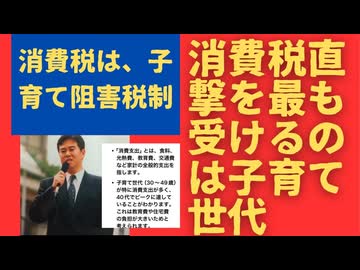 消費税は、子
育て阻害税制
消費税直
撃を最も
受けるの
は子育て
世代
• 「消費支出」とは、食料、
光熱費、教育費、交通費
など家計の全般的支出を
指します。
• 子育て世代（30〜49歳）
が特に消費支出が多く、
40代でピークに達して
いることがわかります。
これは教育費や住宅費
の負担が大きいためと
考えられます。